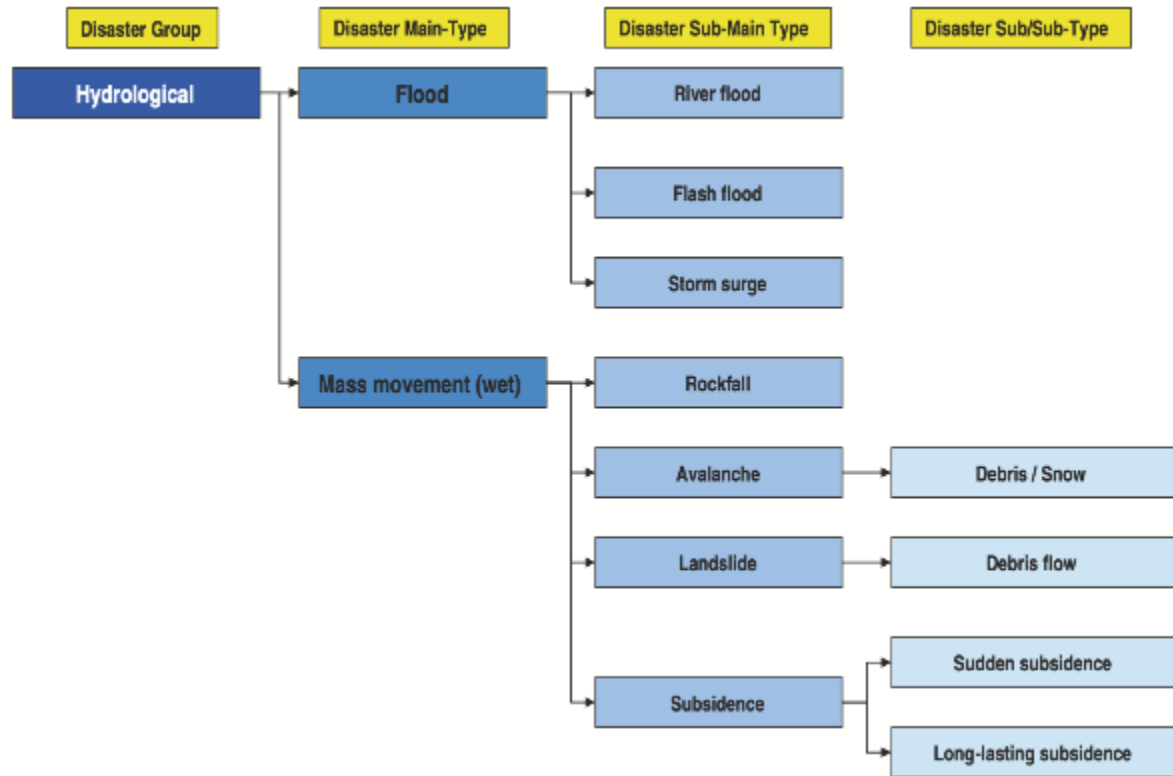 Disaster Group
Disaster Main-Type
Disaster Sub-Main Type
Disaster Sub/Sub-Type
Hydrological
Flood
River flood
Flash flood
Storm surge
Mass movement (wet)
Rockfall
Avalanche
Debris / Snow
Landslide
Debris flow
Sudden subsidence
Subsidence
Long-lasting subsidence